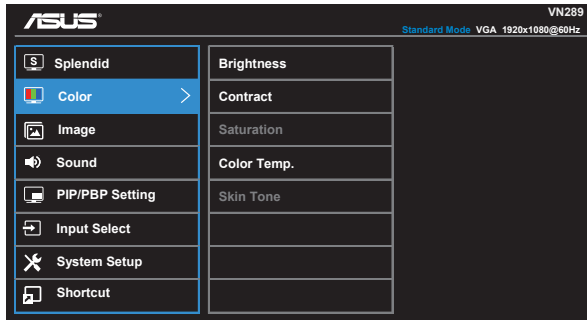 ASUS
VN289
Standard Mode VGA 1920x1080@60Hz
S Splendid
Color
Image
Sound
PIP/PBP Setting
Input Select
System Setup
Shortcut
Brightness
Contract
Saturation
Color Temp.
Skin Tone